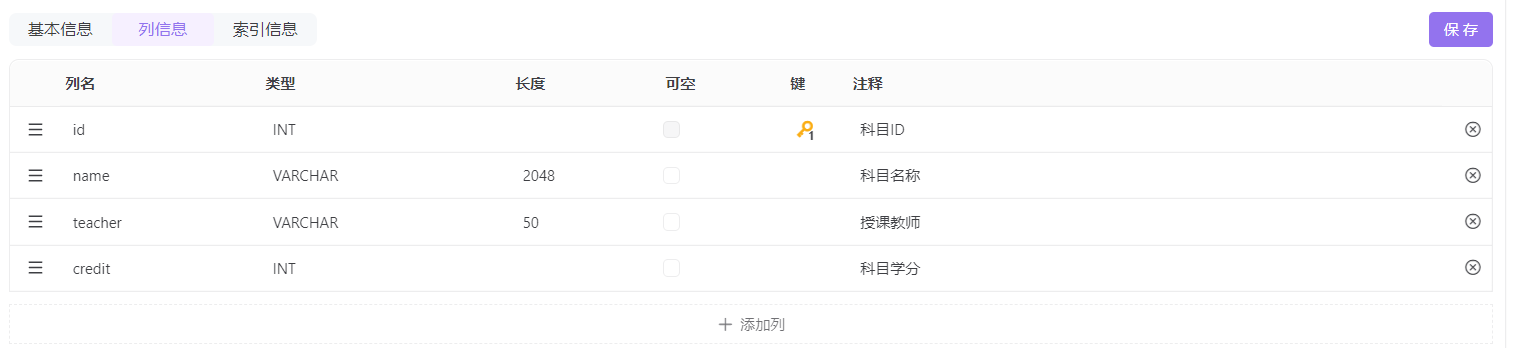 基本信息 列信息 索引信息 保 存
列名 类型 长度 可空 键 注释
id INT 1 科目ID
name VARCHAR 2048 科目名称
teacher VARCHAR 50 授课教师
credit INT 科目学分
添加列